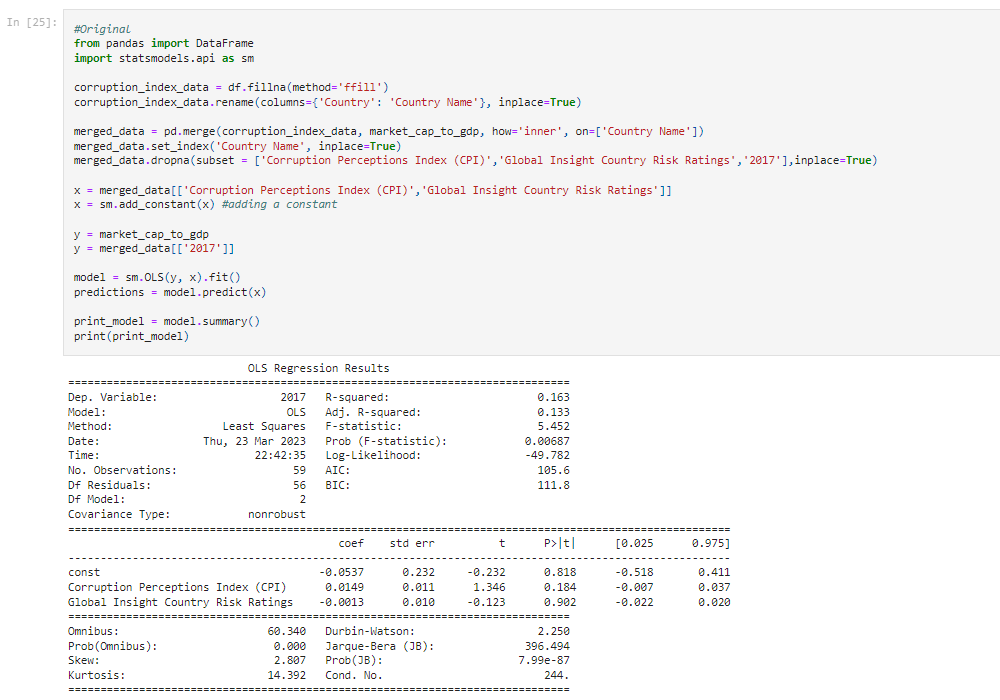 In [25]:
#Original
from pandas import DataFrame
import statsmodels.api as sm
corruption_index_data = df.fillna(method='ffill')
corruption_index_data.rename(columns={'Country': 'Country Name'}, inplace=True)
merged_data = pd.merge(corruption_index_data, market_cap_to_gdp, how='inner', on=['Country Name'])
merged_data.set_index('Country Name', inplace=True)
merged_data.dropna(subset = ['Corruption Perceptions Index (CPI)','Global Insight Country Risk Ratings','2017'],inplace=True)
x = merged_data[['Corruption Perceptions Index (CPI)','Global Insight Country Risk Ratings']]
x = sm.add_constant(x) #adding a constant
y = market_cap_to_gdp
y = merged_data[['2017']]
model = sm.OLS(y, x).fit()
predictions = model.predict(x)
print_model = model.summary()
print(print_model)
OLS Regression Results
==============================================================================
Dep. Variable: 2017 R-squared: 0.163
Model: OLS Adj. R-squared: 0.133
Method: Least Squares F-statistic: 5.452
Date: Thu, 23 Mar 2023 Prob (F-statistic): 0.00687
Time: 22:42:35 Log-Likelihood: -49.782
No. Observations: 59 AIC: 105.6
Df Residuals: 56 BIC: 111.8
Df Model: 2
Covariance Type: nonrobust
=======================================================================================================
coef std err t P>|t| [0.025 0.975]
-------------------------------------------------------------------------------------------------------
const -0.0537 0.232 -0.232 0.818 -0.518 0.411
Corruption Perceptions Index (CPI) 0.0149 0.011 1.346 0.184 -0.007 0.037
Global Insight Country Risk Ratings -0.0013 0.010 -0.123 0.902 -0.022 0.020
==============================================================================
Omnibus: 60.340 Durbin-Watson: 2.250
Prob(Omnibus): 0.000 Jarque-Bera (JB): 396.494
Skew: 2.807 Prob(JB): 7.99e-87
Kurtosis: 14.392 Cond. No. 244.
==============================================================================